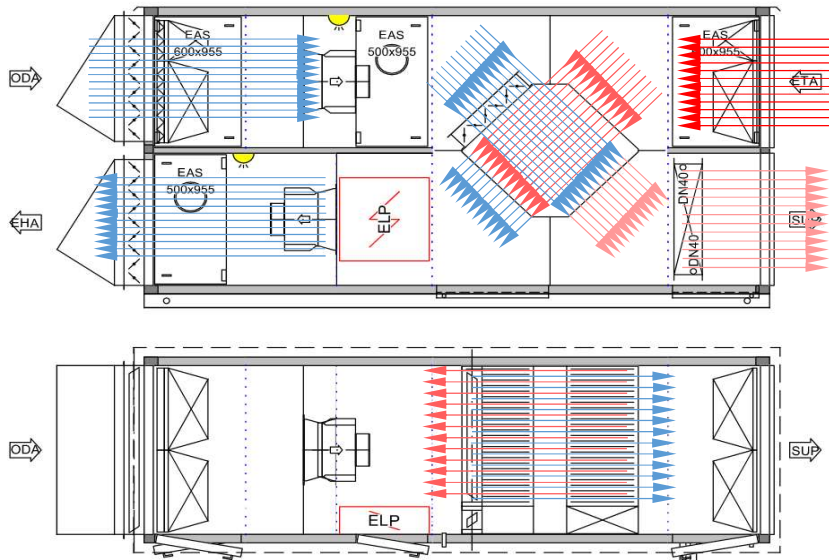 EAS
600x955
EAS
500x955
EAS
ODA
ETA
EAS
500x955
ELP
DN40
DN40
EHA
ODA
SUP
ELP